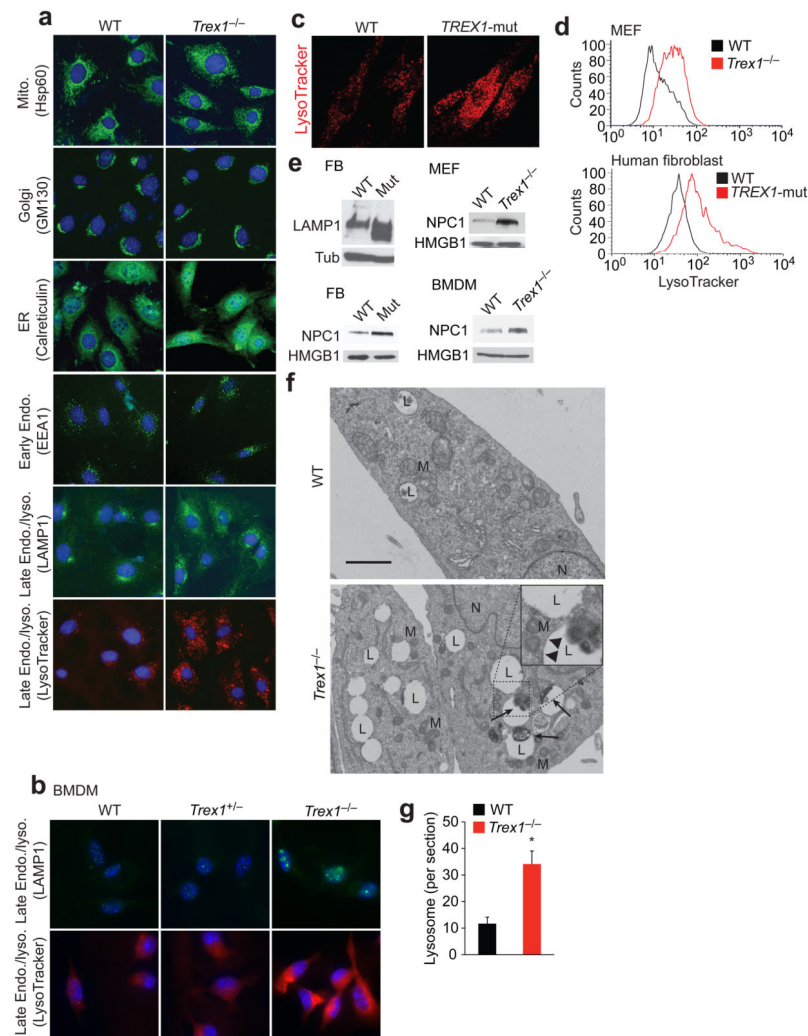 a
WT Trex1–/–
Mito.
(Hsp60)
Golgi
(GM130)
ER
(Calreticulin)
Early Endo.
(EEA1)
Late Endo./lyso.
(LAMP1)
Late Endo./lyso.
(LysoTracker)
b BMDM
WT Trex1+/– Trex1–/–
Late Endo./lyso.
(LAMP1)
Late Endo./lyso.
(LysoTracker)
c
WT TREX1-mut
LysoTracker
d
MEF
WT
Trex1–/–
Counts
100
80
60
40
20
0
100 101 102 103 104
Human fibroblast
WT
TREX1-mut
Counts
100
80
60
40
20
0
100 101 102 103 104
LysoTracker
e
FB
WT Mut
LAMP1
Tub
MEF
WT Trex1–/–
NPC1
HMGB1
FB
WT Mut
NPC1
HMGB1
BMDM
WT Trex1–/–
NPC1
HMGB1
f
WT
L
M
L
N
Trex1–/–
N
L
M
L
M
L
L
L
L
L
L
M
L
L
M
g
WT
Trex1–/–
Lysosome (per section)
50
40
30
20
10
0
*